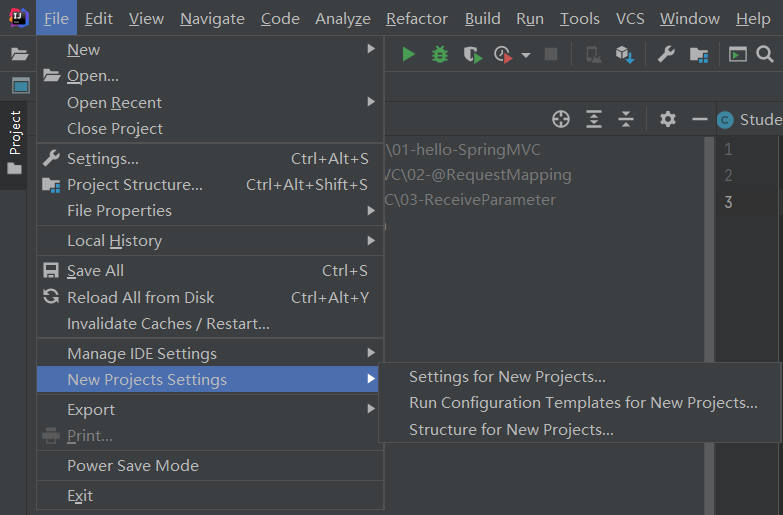 File Edit View Navigate Code Analyze Refactor Build Run Tools VCS Window Help
New
Open...
Open Recent
Close Project
Project
Settings... Ctrl+Alt+S
Project Structure... Ctrl+Alt+Shift+S
File Properties
Local History
Save All Ctrl+S
Reload All from Disk Ctrl+Alt+Y
Invalidate Caches / Restart...
Manage IDE Settings
New Projects Settings
Export
Print...
Power Save Mode
Exit
Settings for New Projects...
Run Configuration Templates for New Projects...
Structure for New Projects...
\01-hello-SpringMVC
VC\02-@RequestMapping
C\03-ReceiveParameter
C Stude
1
2
3